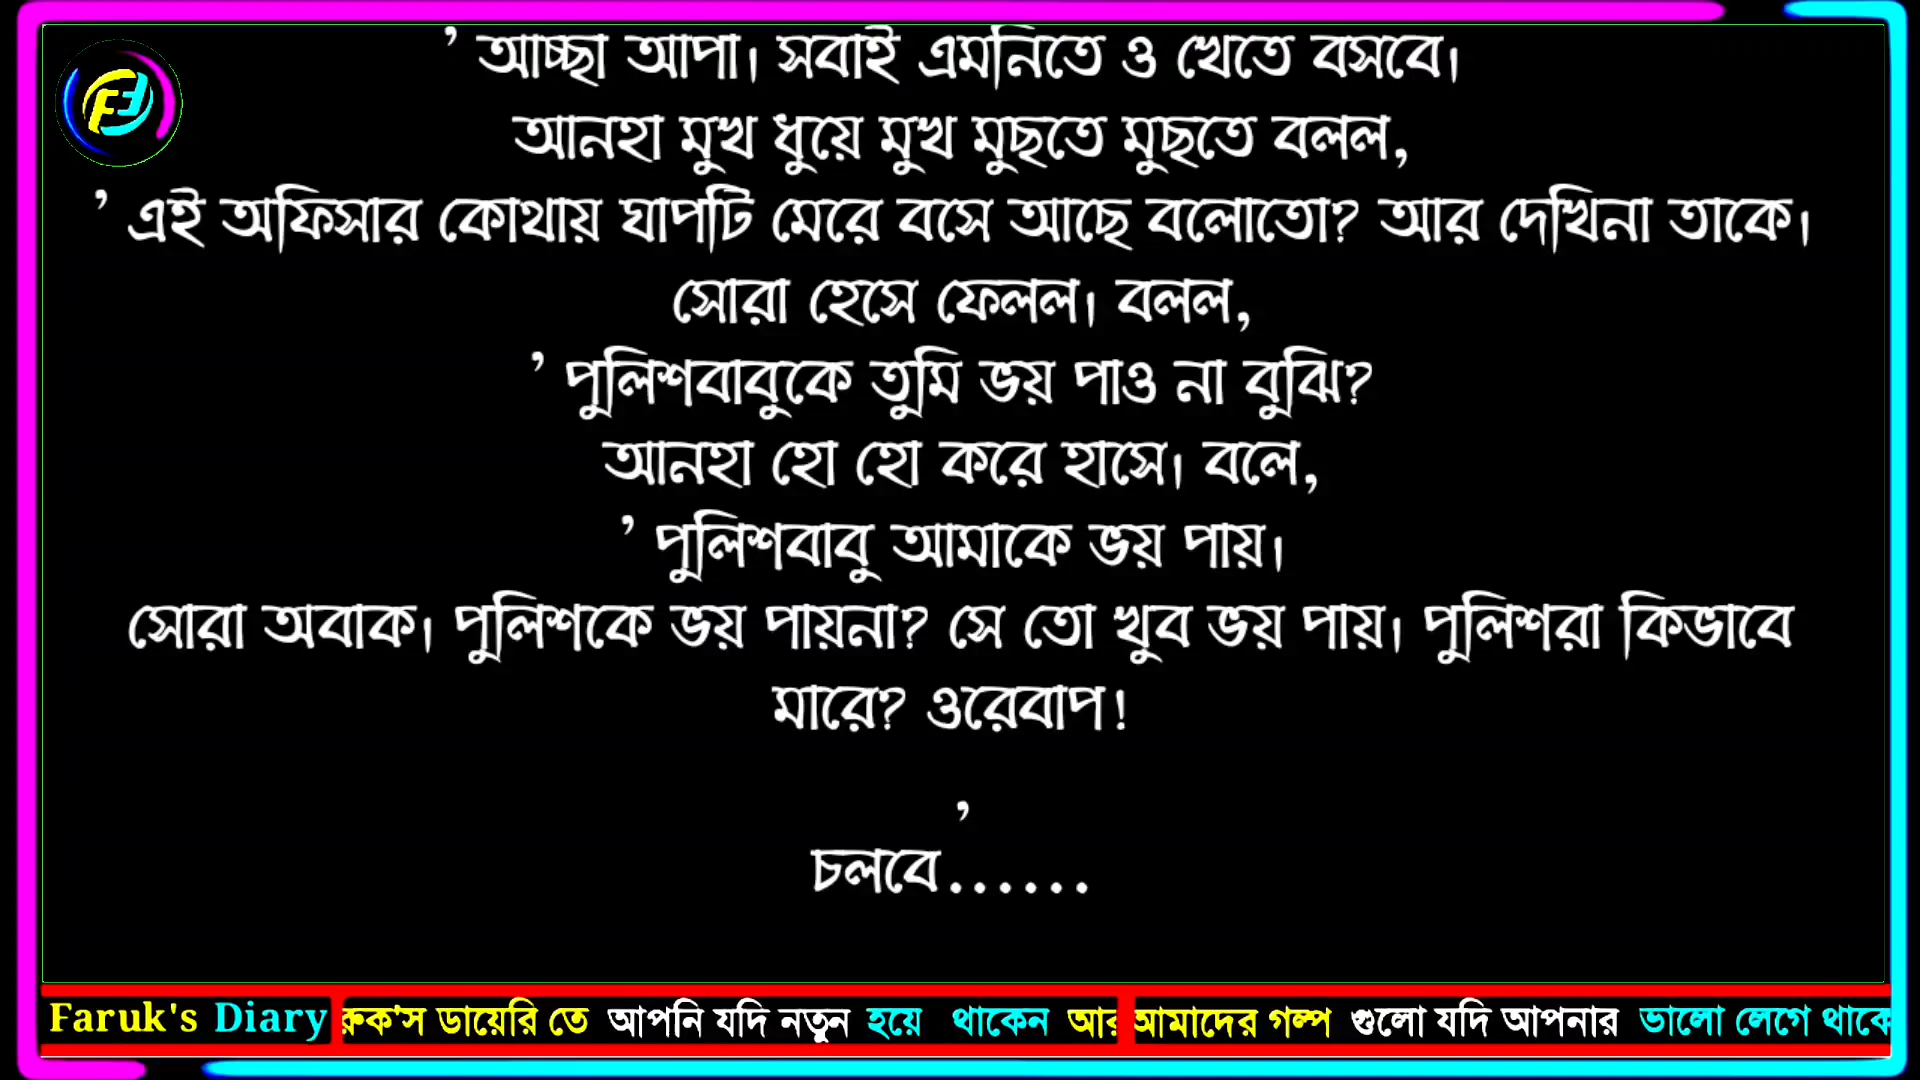 ’ আচ্ছা আপা। সবাই এমনিতে ও খেতে বসবে।
আনহা মুখ ধুয়ে মুখ মুছতে মুছতে বলল,
’ এই অফিসার কোথায় ঘাপটি মেরে বসে আছে বলোতো? আর দেখিনা তাকে।
সোরা হেসে ফেলল। বলল,
’ পুলিশবাবুকে তুমি ভয় পাও না বুঝি?
আনহা হো হো করে হাসে। বলে,
’ পুলিশবাবু আমাকে ভয় পায়।
সোরা অবাক। পুলিশকে ভয় পায়না? সে তো খুব ভয় পায়। পুলিশরা কিভাবে
মারে? ওরেবাপ!
’
চলবে......
Faruk's Diary রুক'স ডায়েরি তে আপনি যদি নতুন হয়ে থাকেন আর আমাদের গল্প গুলো যদি আপনার ভালো লেগে থাকে